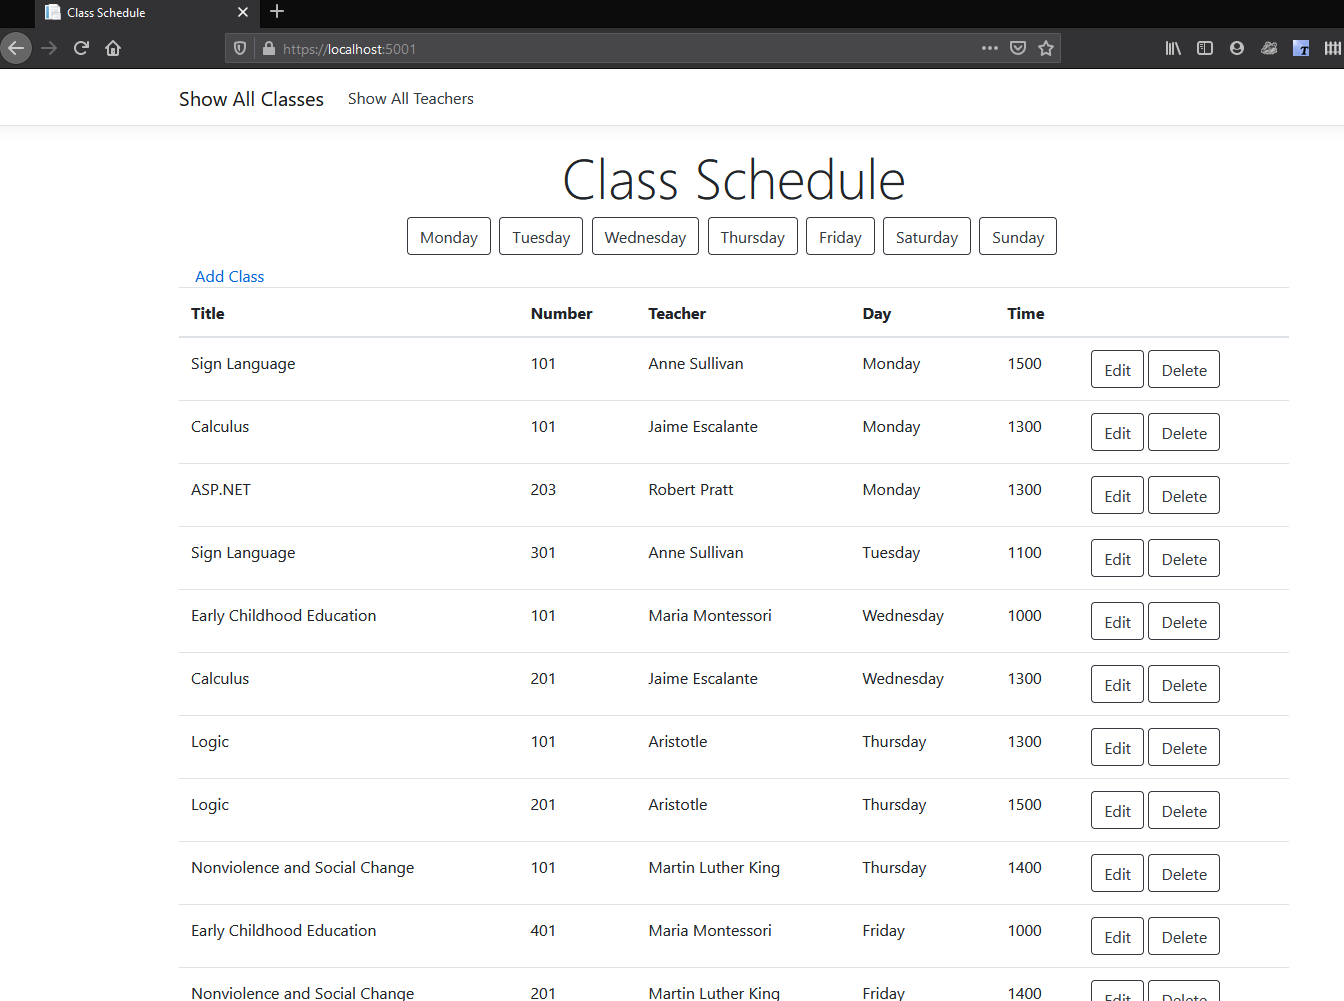 Class Schedule
https://localhost:5001
Show All Classes Show All Teachers
Class Schedule
Monday Tuesday Wednesday Thursday Friday Saturday Sunday
Add Class
Title Number Teacher Day Time
Sign Language 101 Anne Sullivan Monday 1500 Edit Delete
Calculus 101 Jaime Escalante Monday 1300 Edit Delete
ASP.NET 203 Robert Pratt Monday 1300 Edit Delete
Sign Language 301 Anne Sullivan Tuesday 1100 Edit Delete
Early Childhood Education 101 Maria Montessori Wednesday 1000 Edit Delete
Calculus 201 Jaime Escalante Wednesday 1300 Edit Delete
Logic 101 Aristotle Thursday 1300 Edit Delete
Logic 201 Aristotle Thursday 1500 Edit Delete
Nonviolence and Social Change 101 Martin Luther King Thursday 1400 Edit Delete
Early Childhood Education 401 Maria Montessori Friday 1000 Edit Delete
Nonviolence and Social Change 201 Martin Luther King Friday 1400 Edit Delete